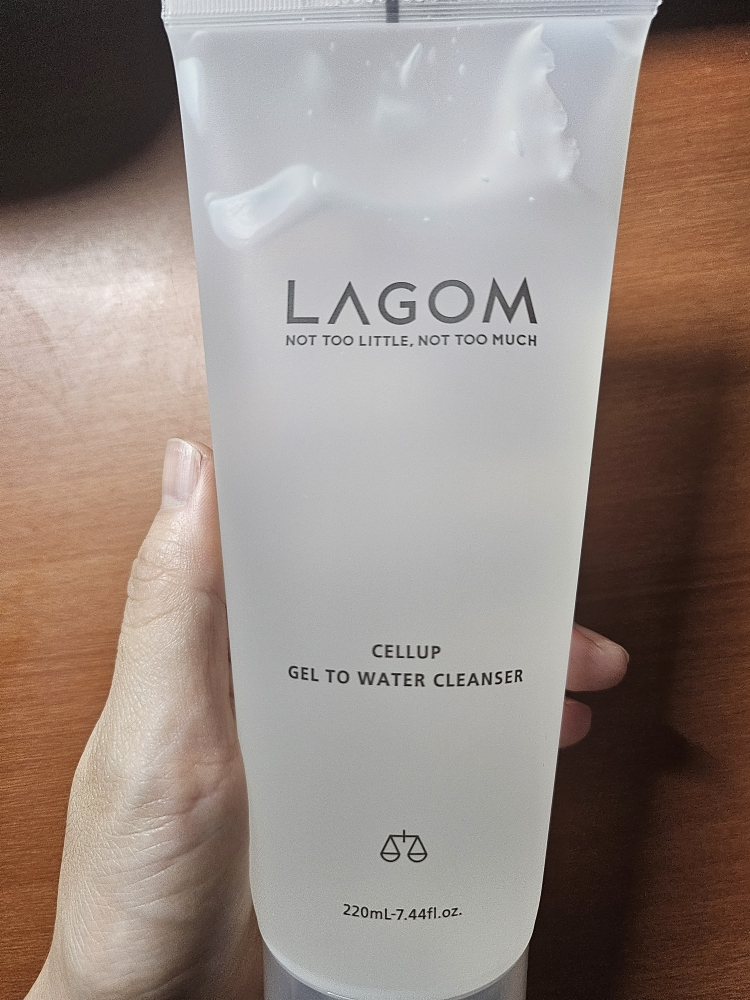 LAGOM
NOT TOO LITTLE, NOT TOO MUCH
CELLUP
GEL TO WATER CLEANSER
220mL-7.44fl.oz.